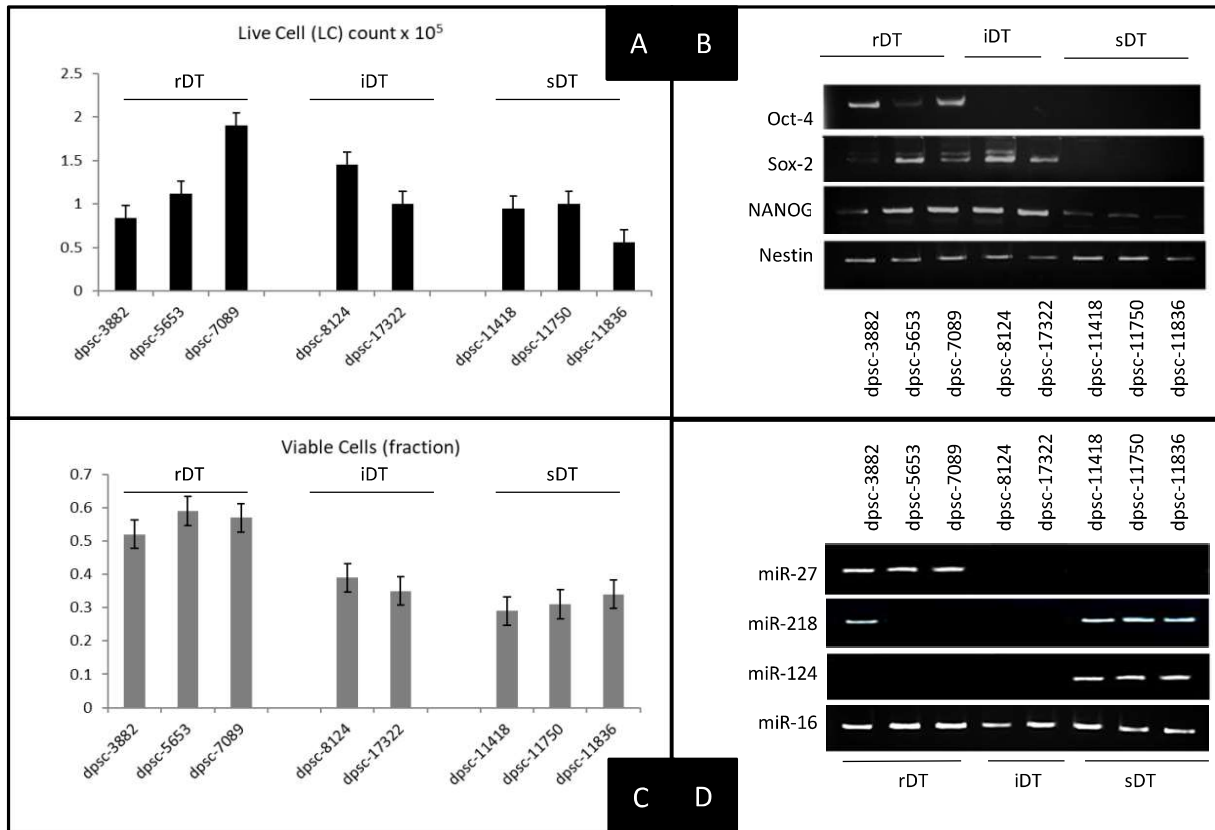 Live Cell (LC) count x 10⁵
A B
rDT iDT sDT
2.5
2
1.5
1
0.5
0
dpsc-3882
dpsc-5653
dpsc-7089
dpsc-8124
dpsc-17322
dpsc-11418
dpsc-11750
dpsc-11836
rDT iDT sDT
Oct-4
Sox-2
NANOG
Nestin
dpsc-3882
dpsc-5653
dpsc-7089
dpsc-8124
dpsc-17322
dpsc-11418
dpsc-11750
dpsc-11836
Viable Cells (fraction)
rDT iDT sDT
0.7
0.6
0.5
0.4
0.3
0.2
0.1
0
dpsc-3882
dpsc-5653
dpsc-7089
dpsc-8124
dpsc-17322
dpsc-11418
dpsc-11750
dpsc-11836
C D
dpsc-3882
dpsc-5653
dpsc-7089
dpsc-8124
dpsc-17322
dpsc-11418
dpsc-11750
dpsc-11836
miR-27
miR-218
miR-124
miR-16
rDT iDT sDT